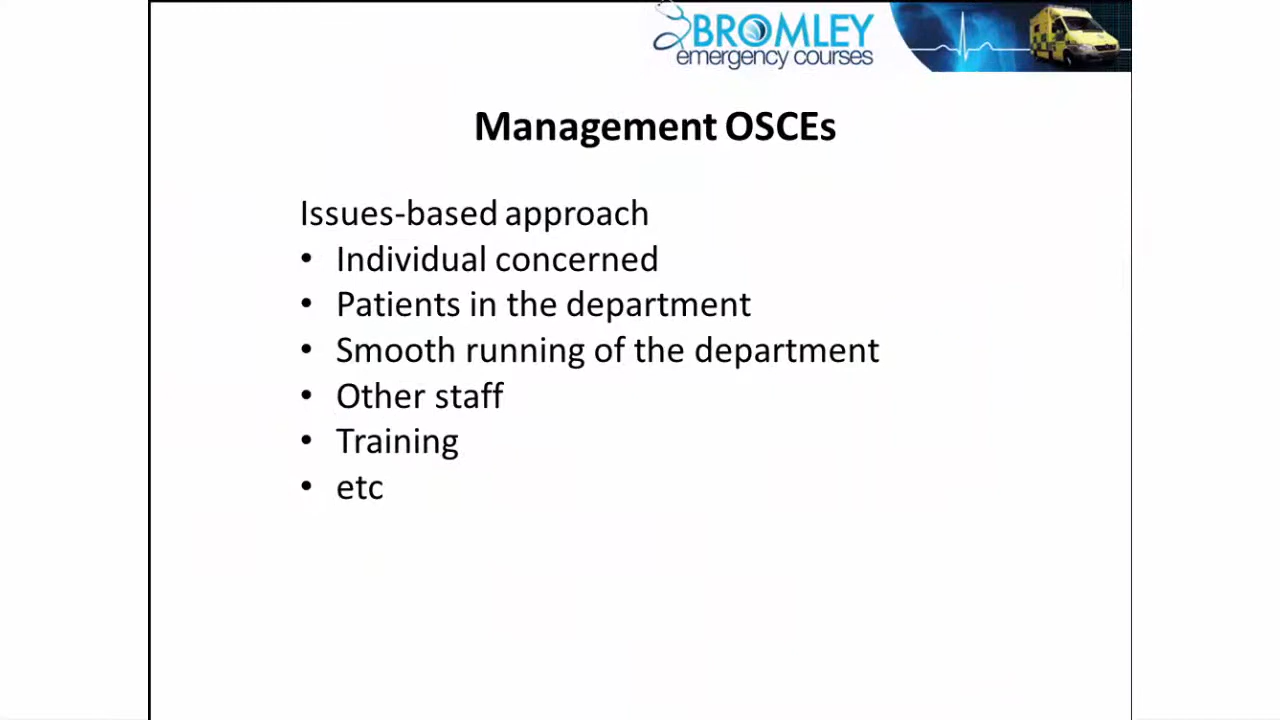 BROMLEY
emergency courses
Management OSCEs
Issues-based approach
• Individual concerned
• Patients in the department
• Smooth running of the department
• Other staff
• Training
• etc